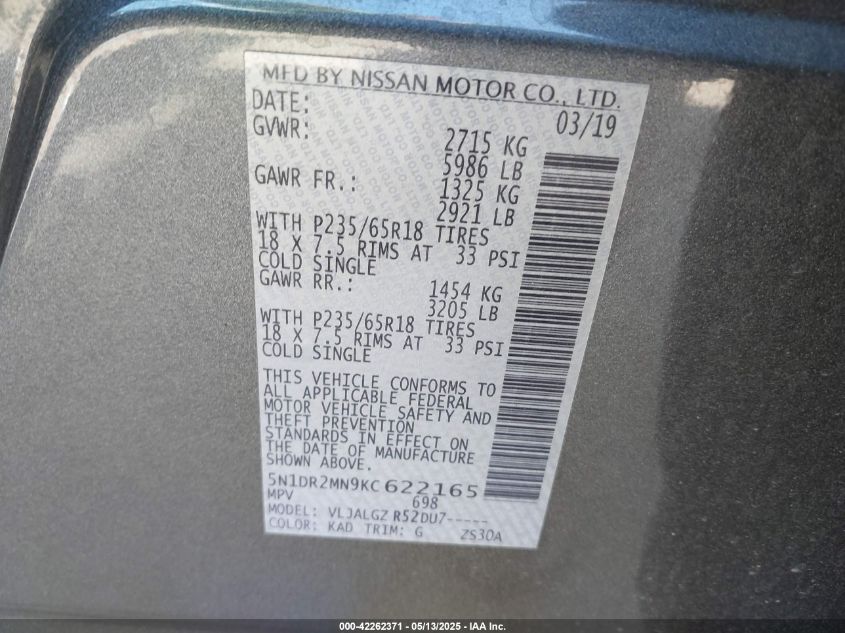 MFD BY NISSAN MOTOR CO., LTD.
DATE: 03/19
GVWR: 2715 KG
5986 LB
GAWR FR.: 1325 KG
2921 LB
WITH P235/65R18 TIRES
18 X 7.5 RIMS AT 33 PSI
COLD SINGLE
GAWR RR.: 1454 KG
3205 LB
WITH P235/65R18 TIRES
18 X 7.5 RIMS AT 33 PSI
COLD SINGLE
THIS VEHICLE CONFORMS TO
ALL APPLICABLE FEDERAL
MOTOR VEHICLE SAFETY AND
THEFT PREVENTION
STANDARDS IN EFFECT ON
THE DATE OF MANUFACTURE
SHOWN ABOVE.
5N1DR2MN9KC622165
MPV 698
MODEL: VLJALGZ R52DU7-----
COLOR: KAD TRIM: G ZS30A
000-42262371 - 05/13/2025 - IAA Inc.